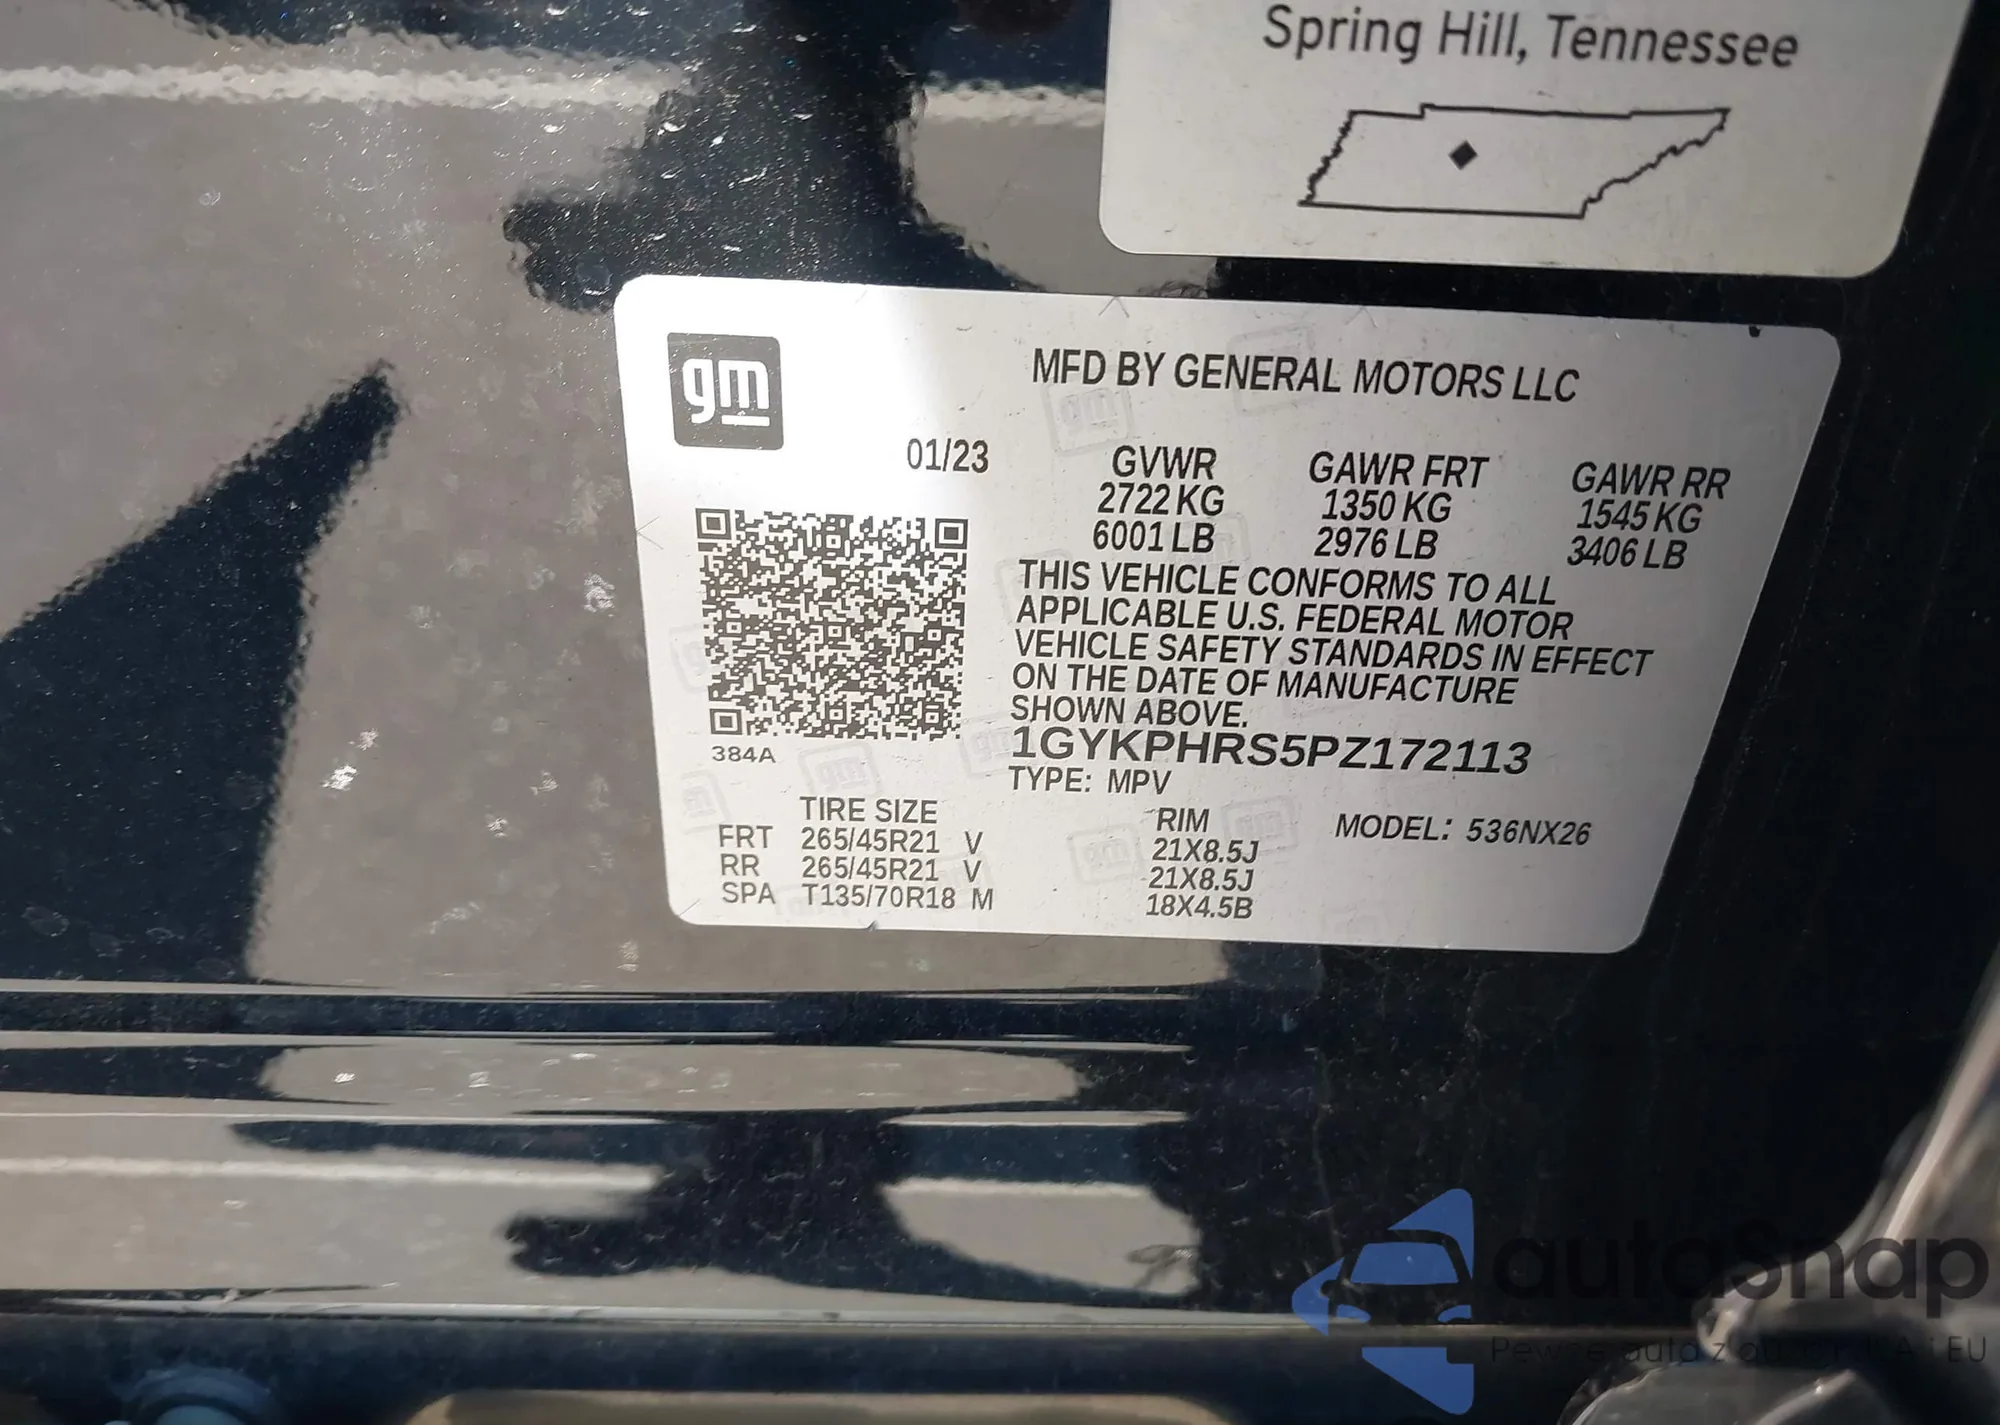 Spring Hill, Tennessee
gm
MFD BY GENERAL MOTORS LLC
01/23
GVWR GAWR FRT GAWR RR
2722 KG 1350 KG 1545 KG
6001 LB 2976 LB 3406 LB
THIS VEHICLE CONFORMS TO ALL
APPLICABLE U.S. FEDERAL MOTOR
VEHICLE SAFETY STANDARDS IN EFFECT
ON THE DATE OF MANUFACTURE
SHOWN ABOVE.
1GYKPHRS5PZ172113
384A
TYPE: MPV
TIRE SIZE RIM MODEL: 536NX26
FRT 265/45R21 V 21X8.5J
RR 265/45R21 V 21X8.5J
SPA T135/70R18 M 18X4.5B
autasnap
auta z i EU